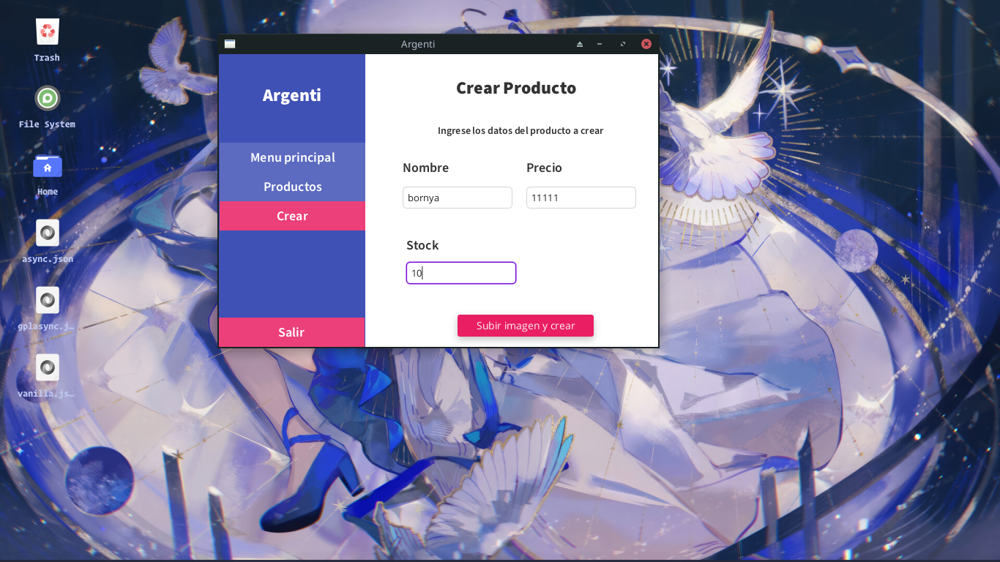 Trash
File System
Home
async.json
gplasync.j…
vanilla.js…
Argenti
Argenti
Menu principal
Productos
Crear
Salir
Crear Producto
Ingrese los datos del producto a crear
Nombre
Precio
bornya
11111
Stock
10
Subir imagen y crear